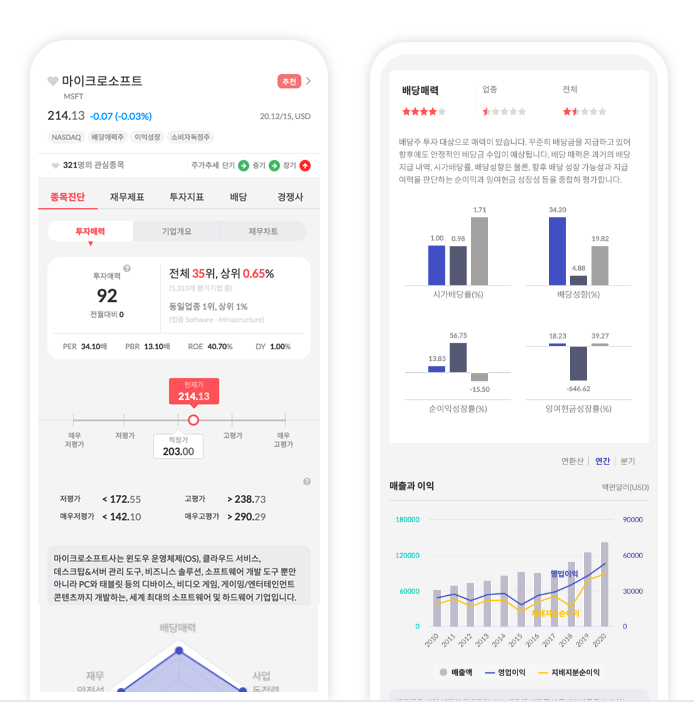 마이크로소프트
추천
MSFT
214.13 -0.07 (-0.03%)
20.12/15, USD
NASDAQ 배당매력주 이익성장 소비자독점주
321명의 관심종목
주가추세 단기 중기 장기
종목진단 재무제표 투자지표 배당 경쟁사
투자매력 기업개요 재무차트
투자매력 ?
92
전월대비 0
전체 35위, 상위 0.65%
(5,353개 평가기업 중)
동일업종 1위, 상위 1%
(업종 Software - Infrastructure)
PER 34.10배 PBR 13.10배 ROE 40.70% DY 1.00%
현재가
214.13
매우
저평가
저평가
적정가
203.00
고평가
매우
고평가
?
저평가 < 172.55 고평가 > 238.73
매우저평가 < 142.10 매우고평가 > 290.29
마이크로소프트사는 윈도우 운영체제(OS), 클라우드 서비스,
데스크탑&서버 관리 도구, 비즈니스 솔루션, 소프트웨어 개발 도구 뿐만
아니라 PC와 태블릿 등의 디바이스, 비디오 게임, 게이밍/엔터테인먼트
콘텐츠까지 개발하는, 세계 최대의 소프트웨어 및 하드웨어 기업입니다.
배당매력
재무
안전성
사업
독점력
배당매력 업종 전체
배당주 투자 대상으로 매력이 있습니다. 꾸준히 배당금을 지급하고 있어
향후에도 안정적인 배당금 수입이 예상됩니다. 배당 매력은 과거의 배당
지급 내역, 시가배당률, 배당성향은 물론, 향후 배당 성장 가능성과 지급
여력을 판단하는 순이익과 잉여현금 성장성 등을 종합해 평가합니다.
1.00 0.98 1.71
시가배당률(%)
34.20 4.88 19.82
배당성향(%)
13.83 56.75 -15.50
순이익성장률(%)
18.23 -646.62 39.27
잉여현금성장률(%)
연환산 연간 분기
매출과 이익
백만달러(USD)
180000 90000
120000 60000
60000 30000
0 0
영업이익
지배지분순이익
2010 2011 2012 2013 2014 2015 2016 2017 2018 2019 2020
매출액 영업이익 지배지분순이익